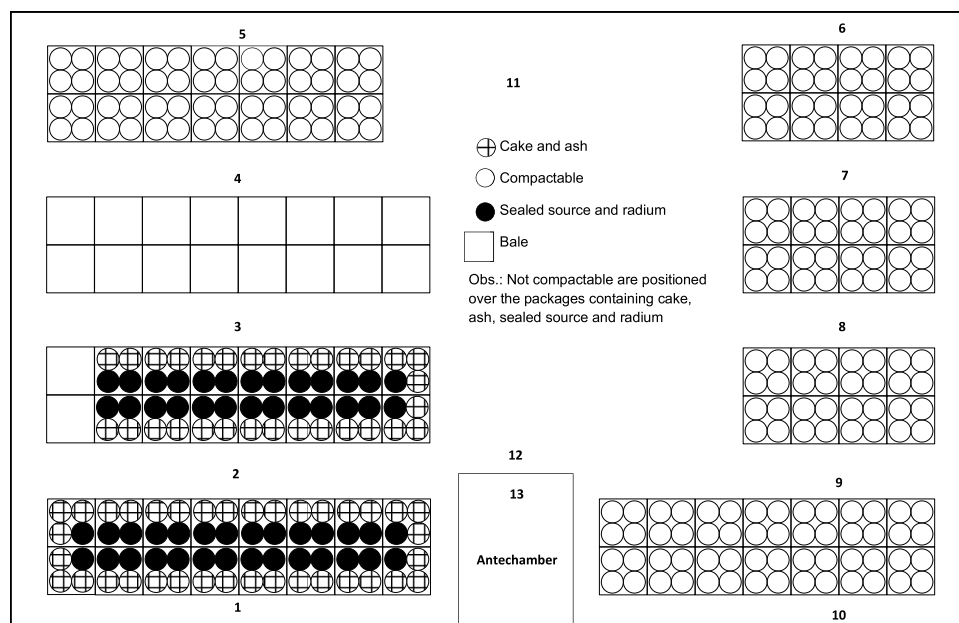 5
6
11
Cake and ash
Compactable
4
7
Sealed source and radium
Bale
Obs.: Not compactable are positioned
over the packages containing cake,
ash, sealed source and radium
3
8
12
2
13
9
Antechamber
1
10